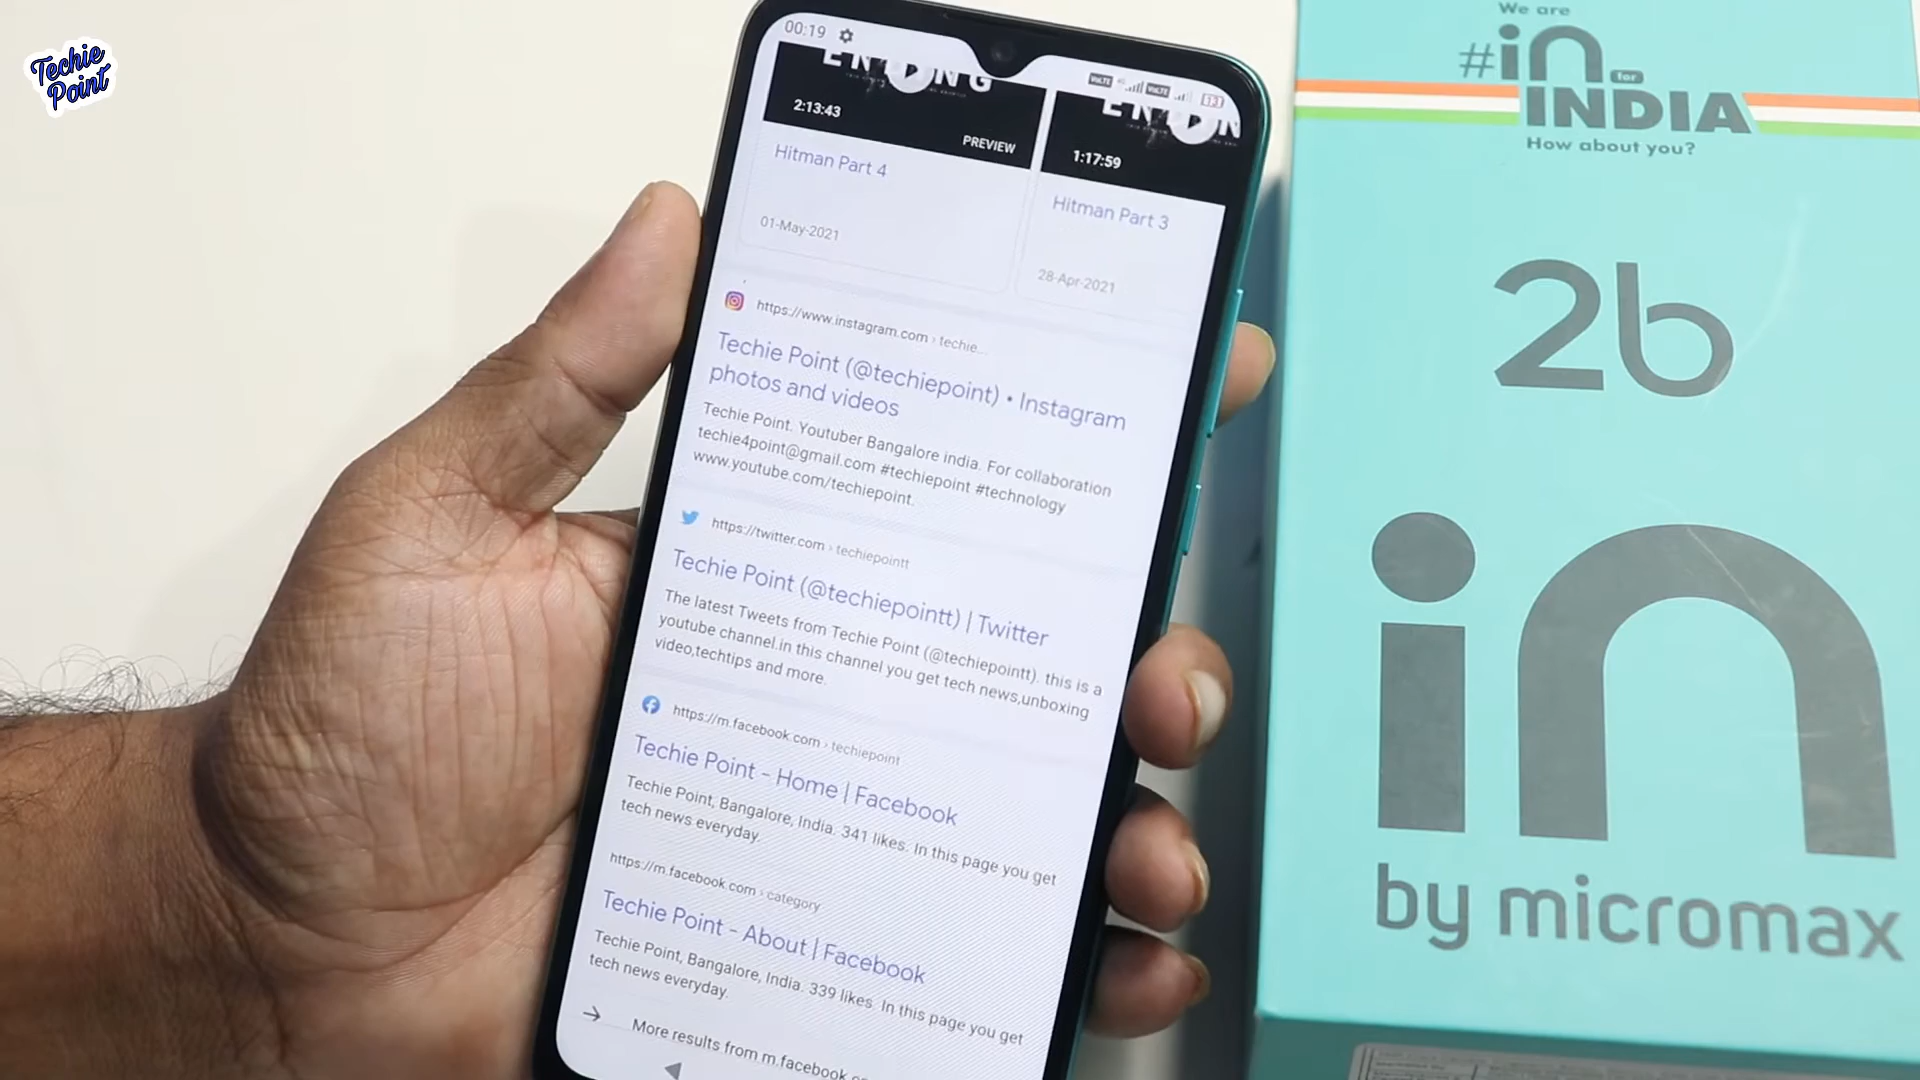 Techie
Point
00:19
2:13:43
PREVIEW
Hitman Part 4
01-May-2021
1:17:59
Hitman Part 3
28-Apr-2021
https://www.instagram.com › techie...
Techie Point (@techiepoint) • Instagram
photos and videos
Techie Point. Youtuber Bangalore india. For collaboration
techie4point@gmail.com #techiepoint #technology
www.youtube.com/techiepoint.
https://twitter.com › techiepointt
Techie Point (@techiepointt) | Twitter
The latest Tweets from Techie Point (@techiepointt). this is a
youtube channel.in this channel you get tech news,unboxing
video,techtips and more.
https://m.facebook.com › techiepoint
Techie Point - Home | Facebook
Techie Point, Bangalore, India. 341 likes. In this page you get
tech news everyday.
https://m.facebook.com › category
Techie Point - About | Facebook
Techie Point, Bangalore, India. 339 likes. In this page you get
tech news everyday.
More results from m.facebook.co
We are
#in for
INDIA
How about you?
2b
in
by micromax